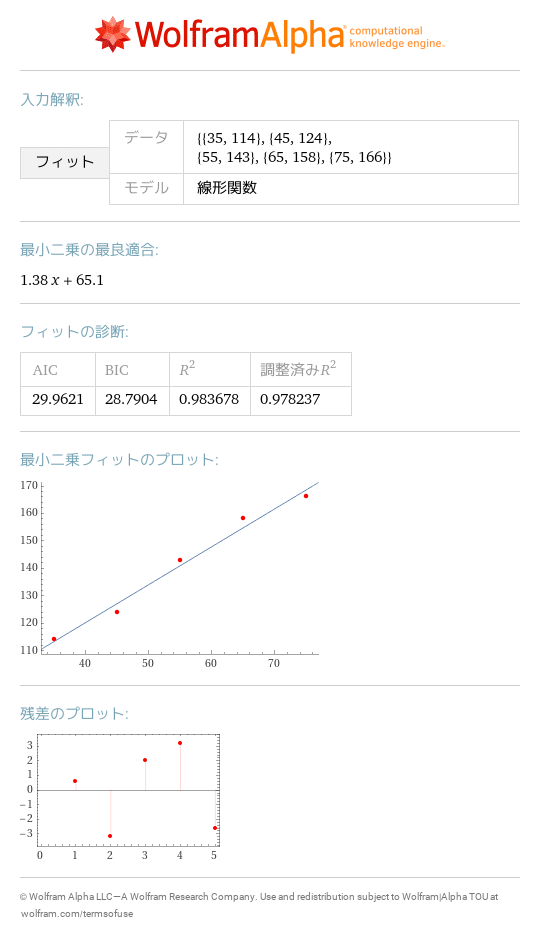 WolframAlpha computational
knowledge engine™
入力解釈:
フィット
データ
{{35, 114}, {45, 124},
{55, 143}, {65, 158}, {75, 166}}
モデル
線形関数
最小二乗の最良適合:
1.38 x + 65.1
フィットの診断:
AIC BIC R² 調整済みR²
29.9621 28.7904 0.983678 0.978237
最小二乗フィットのプロット:
170
160
150
140
130
120
110
40 50 60 70
残差のプロット:
3
2
1
0
−1
−2
−3
0 1 2 3 4 5
© Wolfram Alpha LLC—A Wolfram Research Company. Use and redistribution subject to Wolfram|Alpha TOU at
wolfram.com/termsofuse